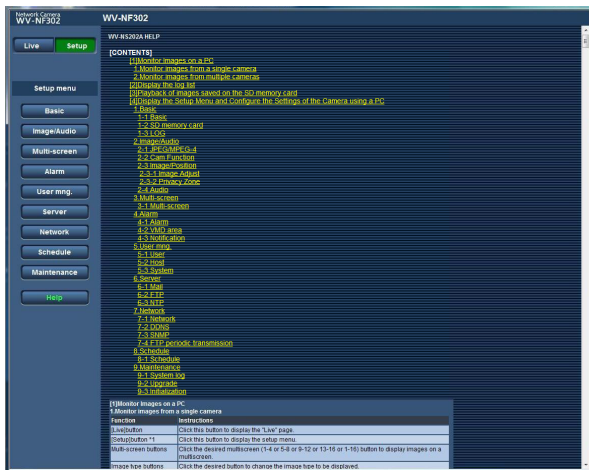 Network Camera
WV-NF302
WV-NF302
Live
Setup
Setup menu
Basic
Image/Audio
Multi-screen
Alarm
User mng.
Server
Network
Schedule
Maintenance
Help
WV-NS202A HELP
[CONTENTS]
[1]Monitor Images on a PC
1.Monitor images from a single camera
2.Monitor images from multiple cameras
[2]Display the log list
[3]Playback of images saved on the SD memory card
[4]Display the Setup Menu and Configure the Settings of the Camera using a PC
1.Basic
1-1 Basic
1-2 SD memory card
1-3 LOG
2.Image/Audio
2-1 JPEG/MPEG-4
2-2 Cam Function
2-3 Image/Position
2-3-1 Image Adjust
2-3-2 Privacy Zone
2-4 Audio
3.Multi-screen
3-1 Multi-screen
4.Alarm
4-1 Alarm
4-2 VMD area
4-3 Notification
5.User mng.
5-1 User
5-2 Host
5-3 System
6.Server
6-1 Mail
6-2 FTP
6-3 NTP
7.Network
7-1 Network
7-2 DDNS
7-3 SNMP
7-4 FTP periodic transmission
8.Schedule
8-1 Schedule
9.Maintenance
9-1 System log
9-2 Upgrade
9-3 Initialization
[1]Monitor Images on a PC
1.Monitor images from a single camera
Function Instructions
[Live]button Click this button to display the "Live" page.
[Setup]button *1 Click this button to display the setup menu.
Multi-screen buttons Click the desired multiscreen (1-4 or 5-8 or 9-12 or 13-16 or 1-16) button to display images on a
multiscreen.
Image type buttons Click the desired button to change the image type to be displayed.